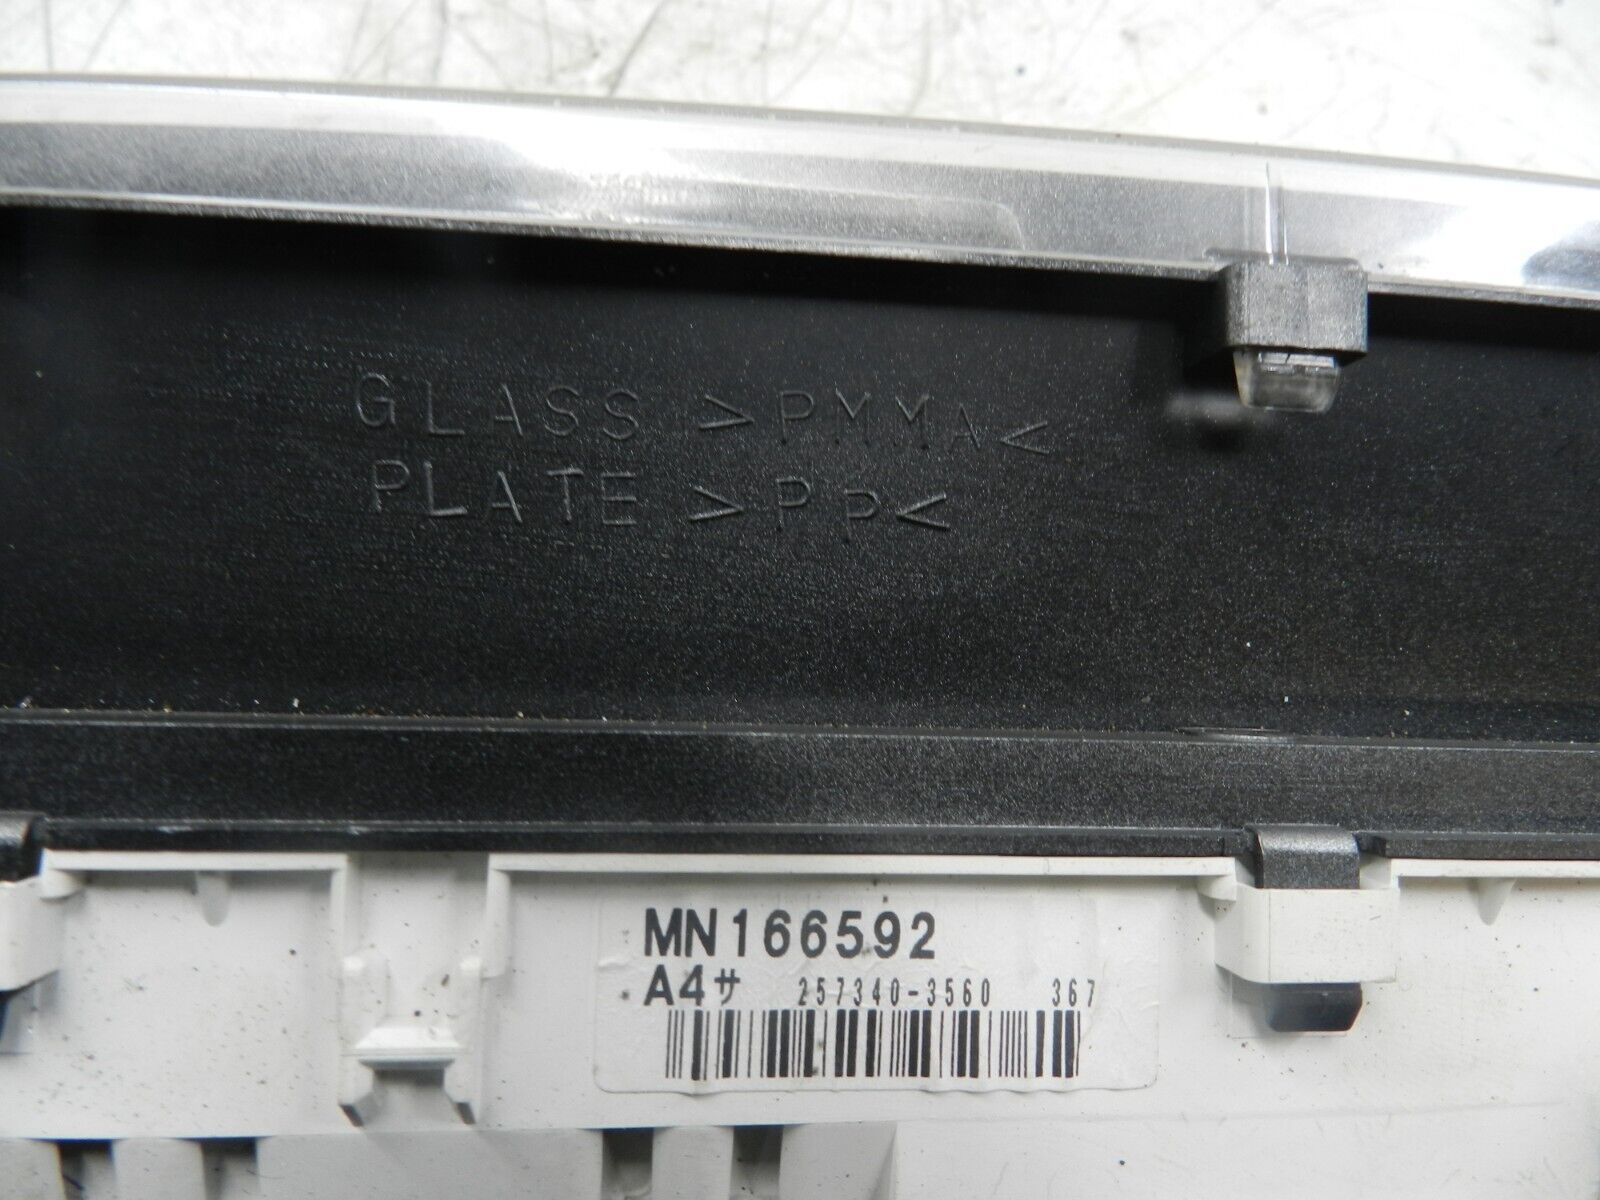 GLASS >PMMA<
PLATE >PP<
MN166592
A4サ 257340-3560 367